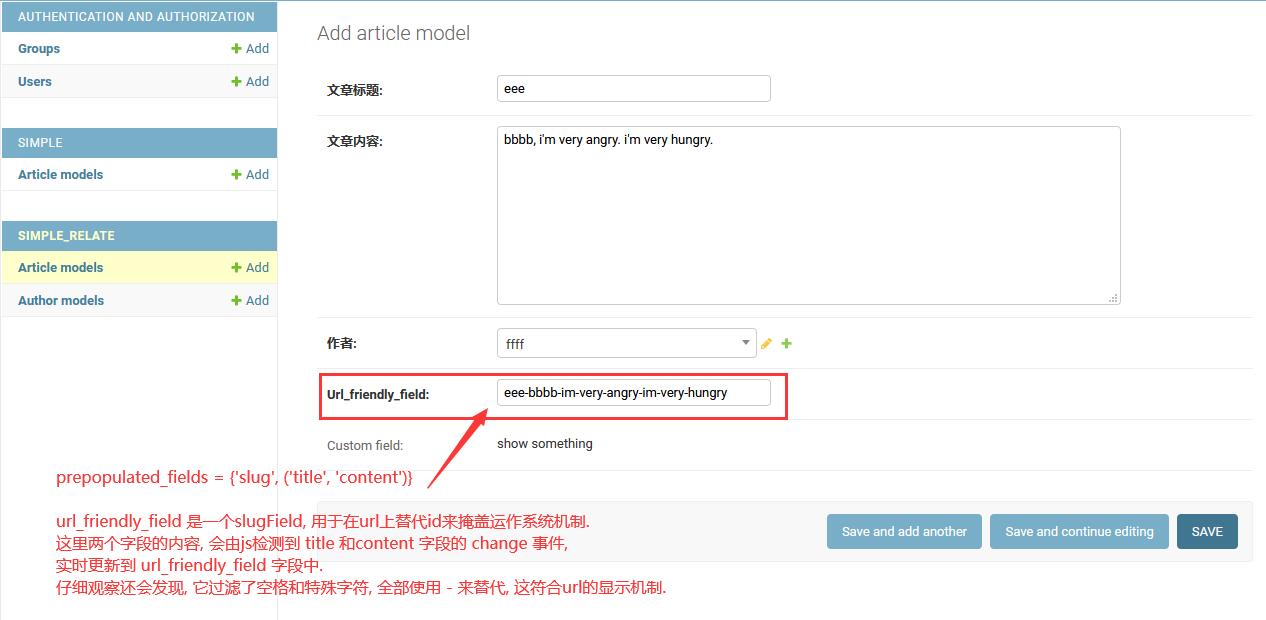 AUTHENTICATION AND AUTHORIZATION
Groups + Add
Users + Add
SIMPLE
Article models + Add
SIMPLE_RELATE
Article models + Add
Author models + Add
Add article model
文章标题: eee
文章内容: bbbb, i'm very angry. i'm very hungry.
作者: ffff
Url_friendly_field: eee-bbbb-im-very-angry-im-very-hungry
Custom field: show something
prepopulated_fields = {'slug', ('title', 'content')}
url_friendly_field 是一个slugField, 用于在url上替代id来掩盖运作系统机制.
这里两个字段的内容, 会由js检测到 title 和content 字段的 change 事件,
实时更新到 url_friendly_field 字段中.
仔细观察还会发现, 它过滤了空格和特殊字符, 全部使用 - 来替代, 这符合url的显示机制.
Save and add another Save and continue editing SAVE